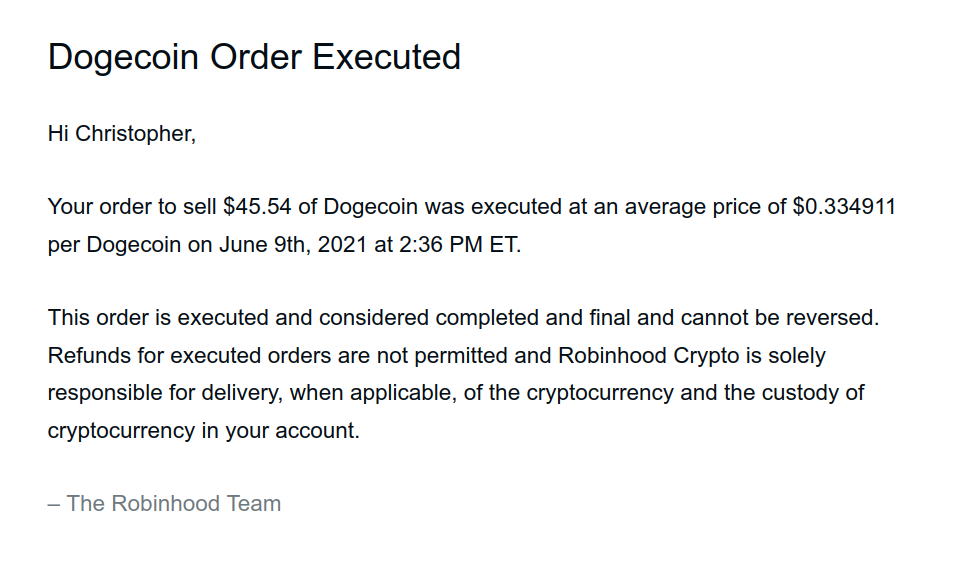 Dogecoin Order Executed
Hi Christopher,
Your order to sell $45.54 of Dogecoin was executed at an average price of $0.334911
per Dogecoin on June 9th, 2021 at 2:36 PM ET.
This order is executed and considered completed and final and cannot be reversed.
Refunds for executed orders are not permitted and Robinhood Crypto is solely
responsible for delivery, when applicable, of the cryptocurrency and the custody of
cryptocurrency in your account.
– The Robinhood Team